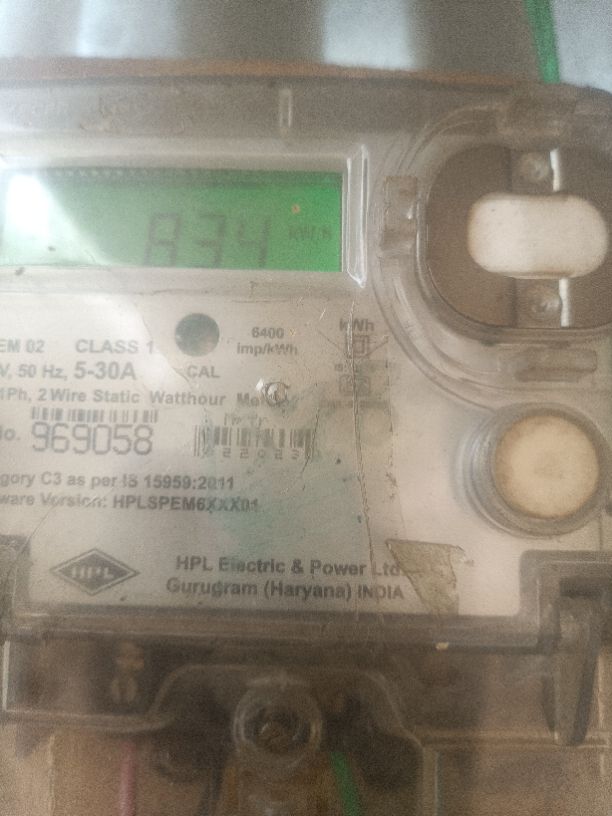 834 kWh
EM 02 CLASS 1
6400
imp/kWh
kWh
V, 50 Hz, 5-30A CAL
1Ph, 2 Wire Static Watthour
No. 969058
gory C3 as per IS 15959:2011
ware Version: HPLSPEM6XXX01
HPL
HPL Electric & Power Ltd.
Gurugram (Haryana) INDIA